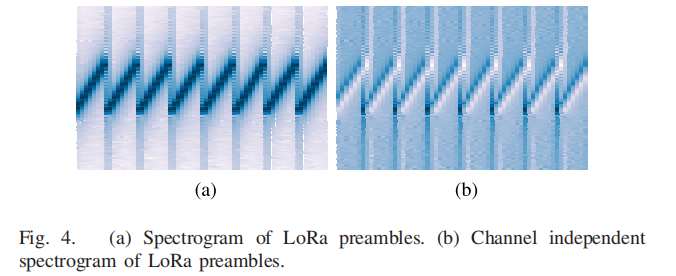 (a)
(b)
Fig. 4. (a) Spectrogram of LoRa preambles. (b) Channel independent
spectrogram of LoRa preambles.